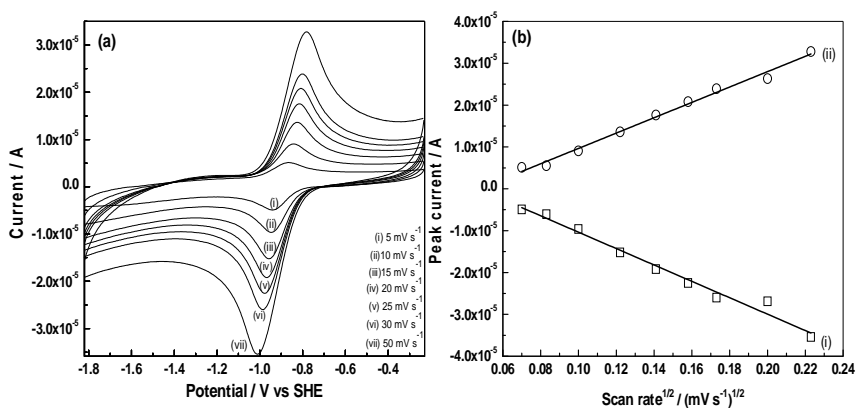 (a)
3.0x10⁻⁵
2.0x10⁻⁵
1.0x10⁻⁵
0.0
-1.0x10⁻⁵
-2.0x10⁻⁵
-3.0x10⁻⁵
Current / A
(i)
(ii)
(iii)
(iv)
(v)
(vi)
(vii)
(i) 5 mV s⁻¹
(ii)10 mV s⁻¹
(iii)15 mV s⁻¹
(iv) 20 mV s⁻¹
(v) 25 mV s⁻¹
(vi) 30 mV s⁻¹
(vii) 50 mV s⁻¹
-1.8 -1.6 -1.4 -1.2 -1.0 -0.8 -0.6 -0.4
Potential / V vs SHE
(b)
4.0x10⁻⁵
3.0x10⁻⁵
2.0x10⁻⁵
1.0x10⁻⁵
0.0
-1.0x10⁻⁵
-2.0x10⁻⁵
-3.0x10⁻⁵
-4.0x10⁻⁵
Peak current / A
(ii)
(i)
0.06 0.08 0.10 0.12 0.14 0.16 0.18 0.20 0.22 0.24
Scan rate¹ᐟ² / (mV s⁻¹)¹ᐟ²